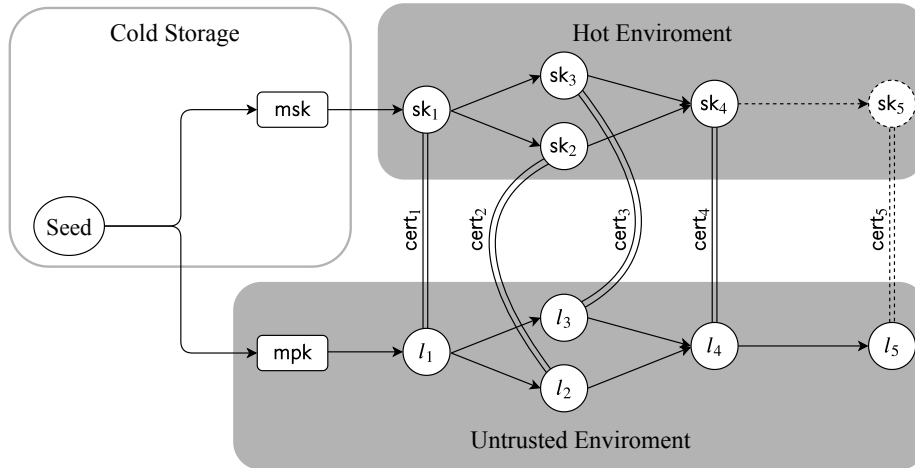 Cold Storage
Hot Enviroment
msk
sk₁
sk₃
sk₂
sk₄
sk₅
Seed
cert₁
cert₂
cert₃
cert₄
cert₅
mpk
l₁
l₃
l₂
l₄
l₅
Untrusted Enviroment